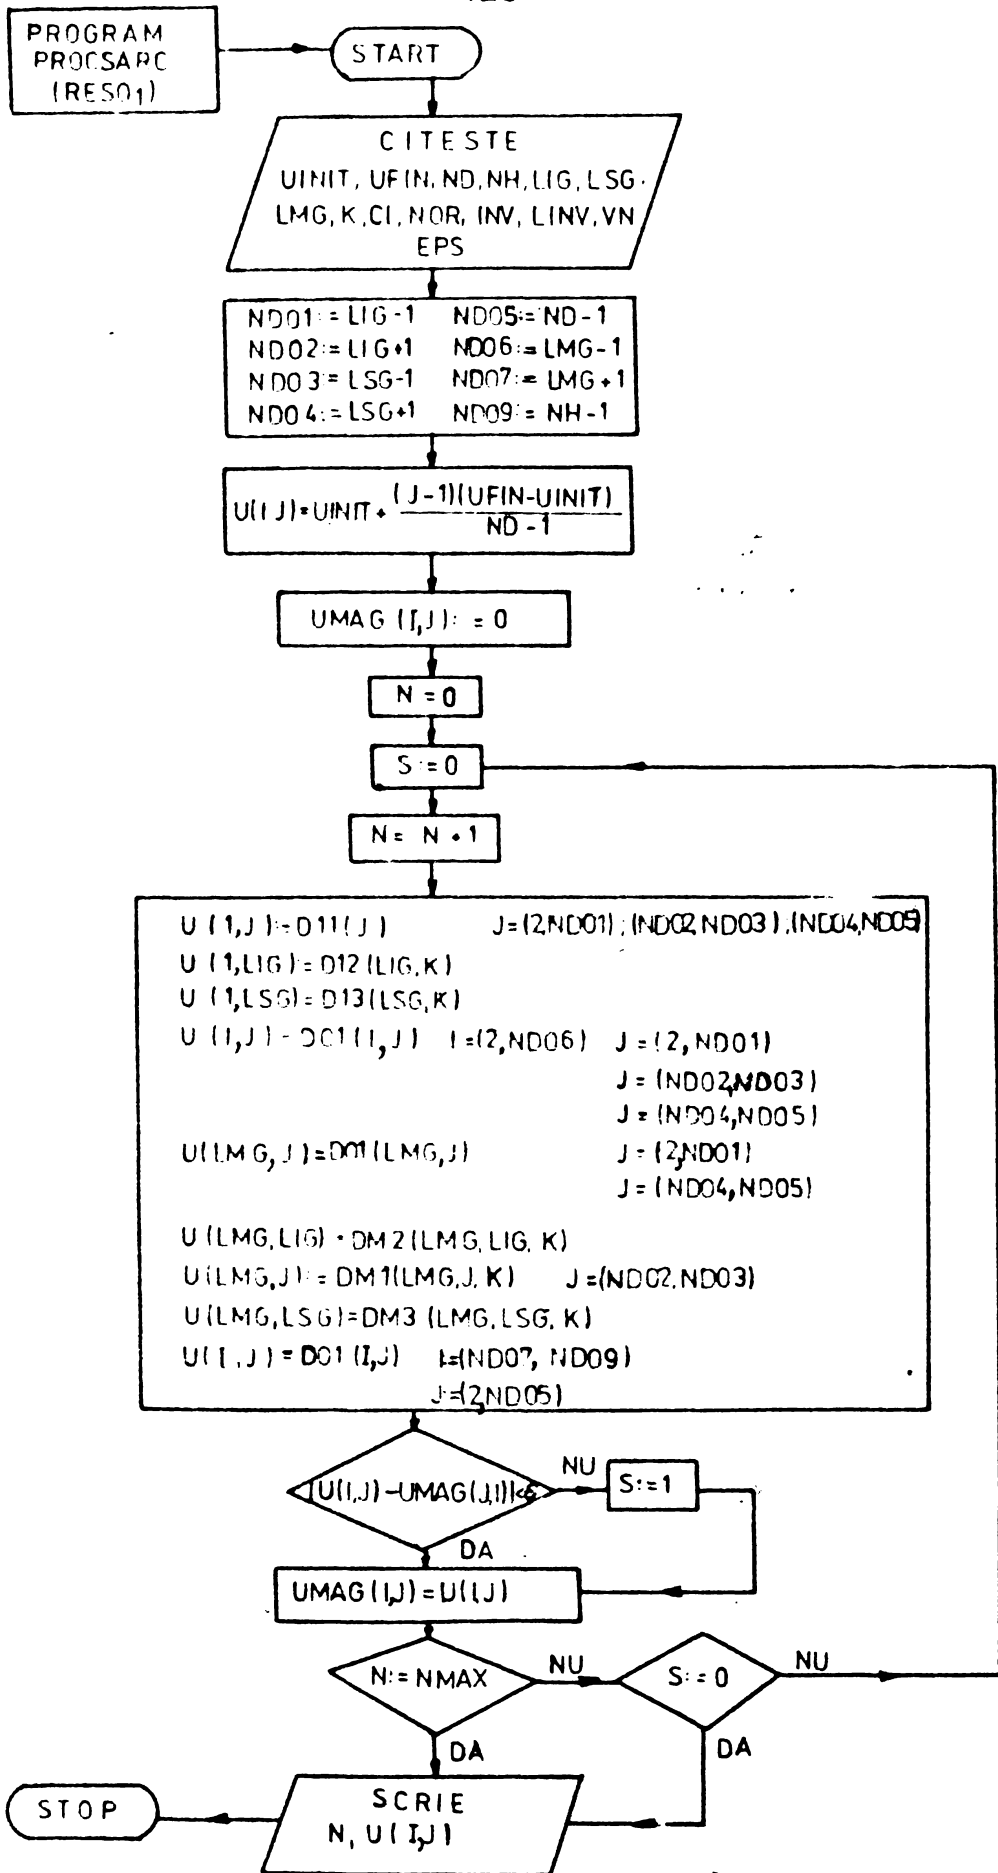 PROGRAM
PROCSARC
(RESO1)
START
CITESTE
UINIT, UFIN, ND, NH, LIG, LSG.
LMG, K, CI, NOR, INV, LINV, VN
EPS
ND01:=LIG-1 ND05:=ND-1
ND02:=LIG+1 ND06:=LMG-1
ND03:=LSG-1 ND07:=LMG+1
ND04:=LSG+1 ND09:=NH-1
U(I J)=UINIT+ (J-1)(UFIN-UINIT)
ND-1
UMAG (I,J):=0
N=0
S:=0
N= N+1
U(1,J):=D11(J) J=(2,ND01);(ND02,ND03),(ND04,ND05)
U(1,LIG)=D12(LIG,K)
U(1,LSG)=D13(LSG,K)
U(I,J)=D01(I,J) I=(2,ND06) J=(2,ND01)
J=(ND02,ND03)
J=(ND04,ND05)
U(LMG,J)=D01(LMG,J) J=(2,ND01)
J=(ND04,ND05)
U(LMG,LIG)=DM2(LMG,LIG,K)
U(LMG,J):=DM1(LMG,J,K) J=(ND02,ND03)
U(LMG,LSG)=DM3(LMG,LSG,K)
U(I,J)=D01(I,J) I=(ND07,ND09)
J=(2,ND05)
|U(I,J)-UMAG(J,I)|<ε
NU
S:=1
DA
UMAG(I,J)=U(I,J)
N:=NMAX
NU
S:=0
NU
DA
DA
SCRIE
N, U(I,J)
STOP